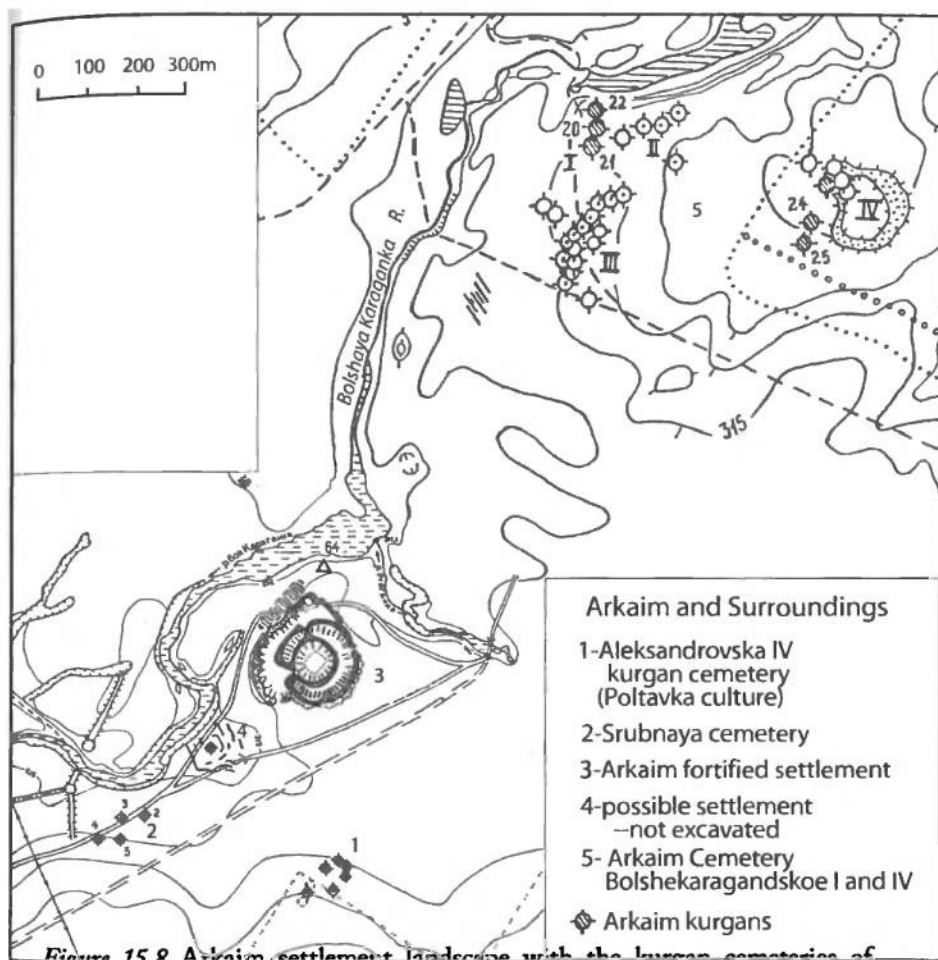 0 100 200 300m
22
20
II
I
21
5
24
IV
25
R.
Bolshaya Karaganka
III
315
64
3
4
3
2
4
2
5
1
Arkaim and Surroundings
1-Aleksandrovska IV
kurgan cemetery
(Poltavka culture)
2-Srubnaya cemetery
3-Arkaim fortified settlement
4-possible settlement
–not excavated
5- Arkaim Cemetery
Bolshekaragandskoe I and IV
Arkaim kurgans
Figure 15.8 Arkaim settlement landscape with the kurgan cemeteries of